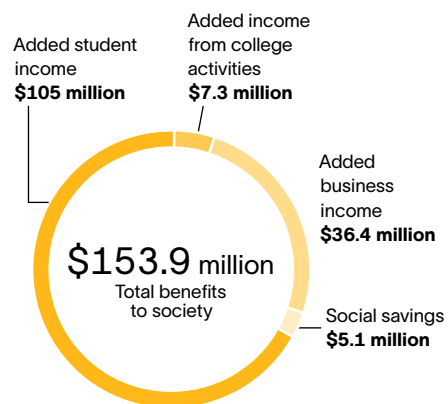 Added student
income
$105 million
Added income
from college
activities
$7.3 million
Added
business
income
$36.4 million
$153.9 million
Total benefits
to society
Social savings
$5.1 million